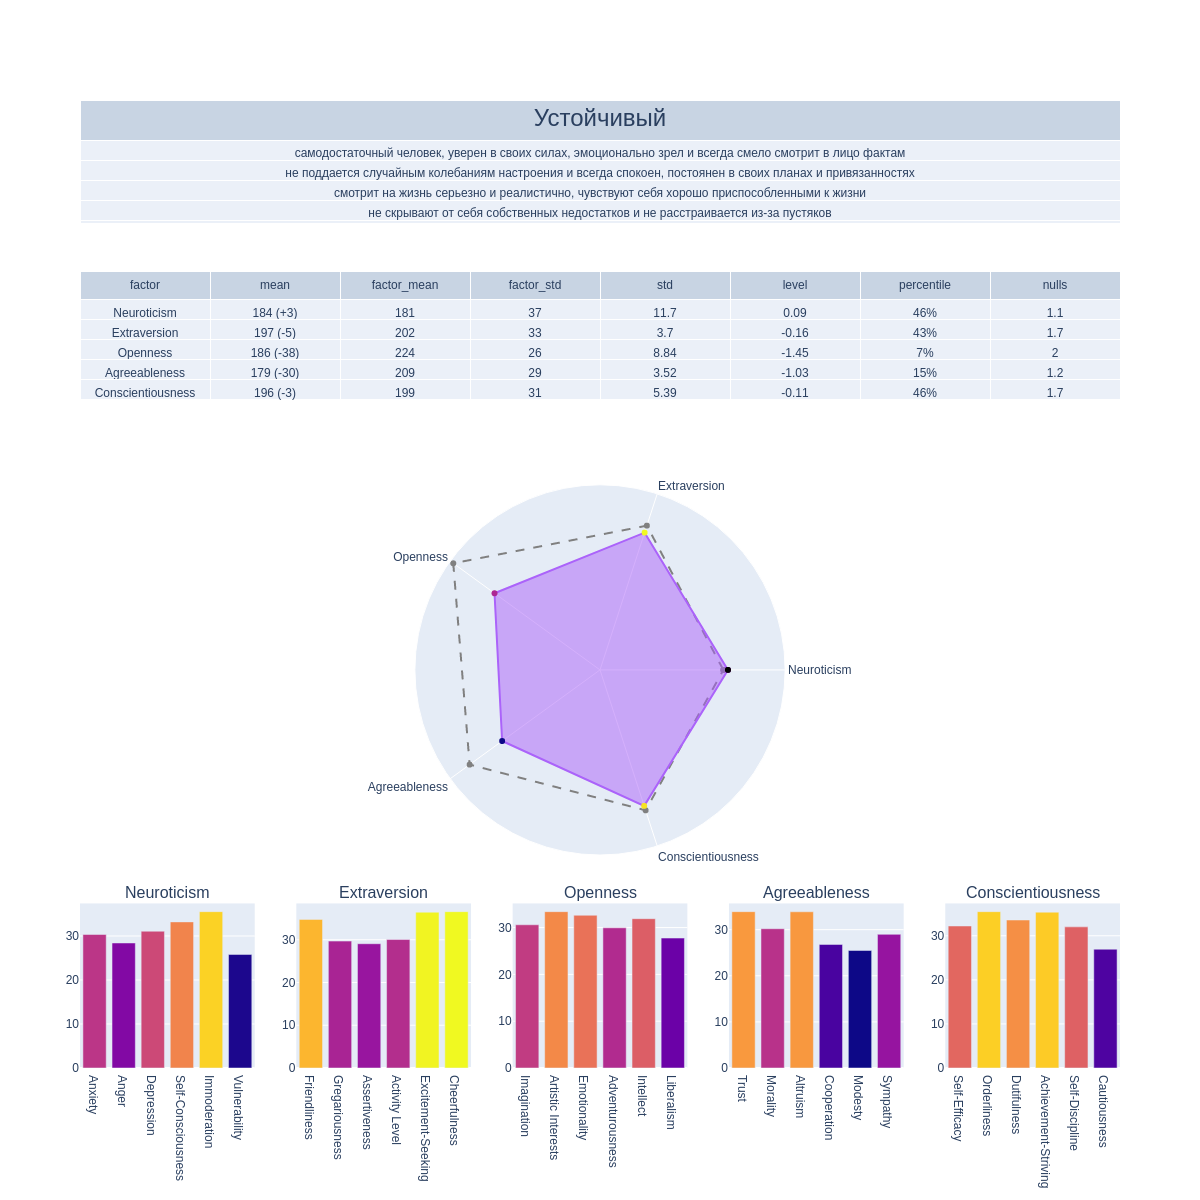 Устойчивый
самодостаточный человек, уверен в своих силах, эмоционально зрел и всегда смело смотрит в лицо фактам
не поддается случайным колебаниям настроения и всегда спокоен, постоянен в своих планах и привязанностях
смотрит на жизнь серьезно и реалистично, чувствуют себя хорошо приспособленными к жизни
не скрывают от себя собственных недостатков и не расстраивается из-за пустяков
factor mean factor_mean factor_std std level percentile nulls
Neuroticism 184 (+3) 181 37 11.7 0.09 46% 1.1
Extraversion 197 (-5) 202 33 3.7 -0.16 43% 1.7
Openness 186 (-38) 224 26 8.84 -1.45 7% 2
Agreeableness 179 (-30) 209 29 3.52 -1.03 15% 1.2
Conscientiousness 196 (-3) 199 31 5.39 -0.11 46% 1.7
Extraversion
Openness
Neuroticism
Agreeableness
Conscientiousness
Neuroticism
30
20
10
0
Anxiety
Anger
Depression
Self-Consciousness
Immoderation
Vulnerability
Extraversion
30
20
10
0
Friendliness
Gregariousness
Assertiveness
Activity Level
Excitement-Seeking
Cheerfulness
Openness
30
20
10
0
Imagination
Artistic Interests
Emotionality
Adventurousness
Intellect
Liberalism
Agreeableness
30
20
10
0
Trust
Morality
Altruism
Cooperation
Modesty
Sympathy
Conscientiousness
30
20
10
0
Self-Efficacy
Orderliness
Dutifulness
Achievement-Striving
Self-Discipline
Cautiousness